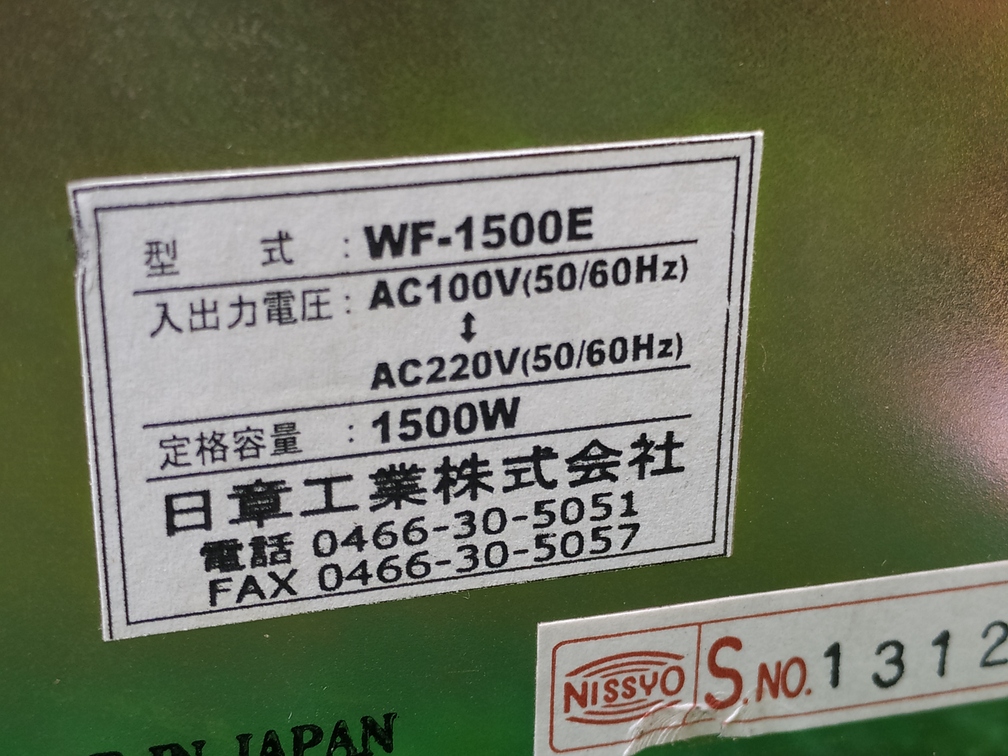 型 式 : WF-1500E
入出力電圧 : AC100V(50/60Hz)
↕
AC220V(50/60Hz)
定格容量 : 1500W
日章工業株式会社
電話 0466-30-5051
FAX 0466-30-5057
NISSYO S.NO. 1312
IN JAPAN